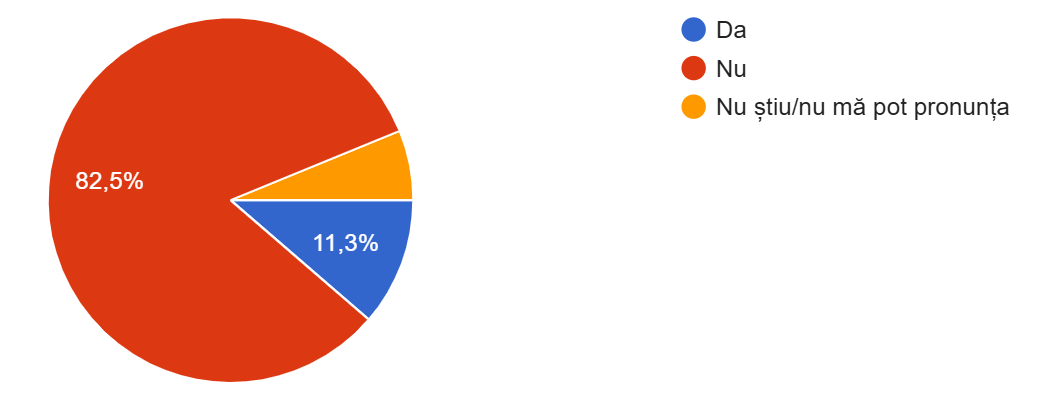 Da
Nu
Nu știu/nu mă pot pronunța
82,5%
11,3%